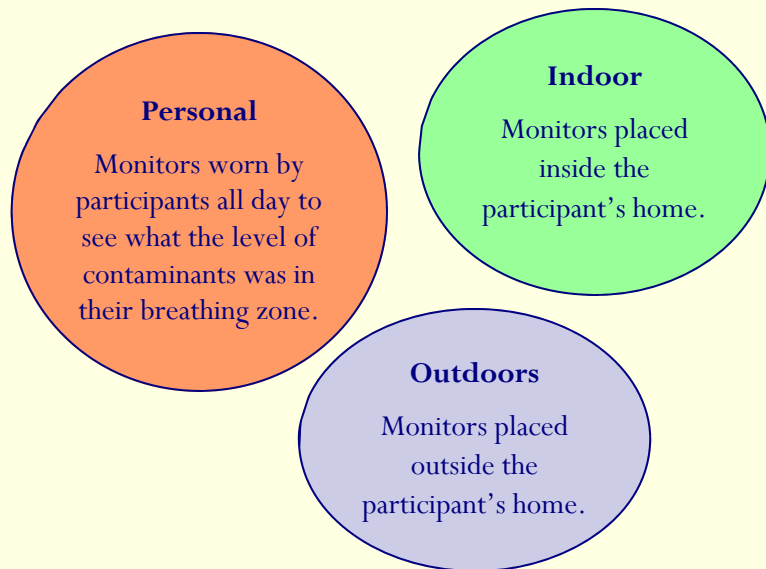 Personal
Monitors worn by
participants all day to
see what the level of
contaminants was in
their breathing zone.
Indoor
Monitors placed
inside the
participant’s home.
Outdoors
Monitors placed
outside the
participant’s home.